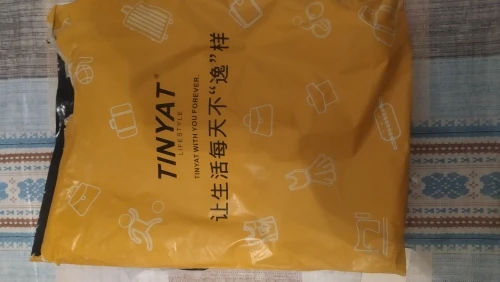 TINYAT®
LIFESTYLE
TINYAT WITH YOU FOREVER.
让生活每天不“逸”样